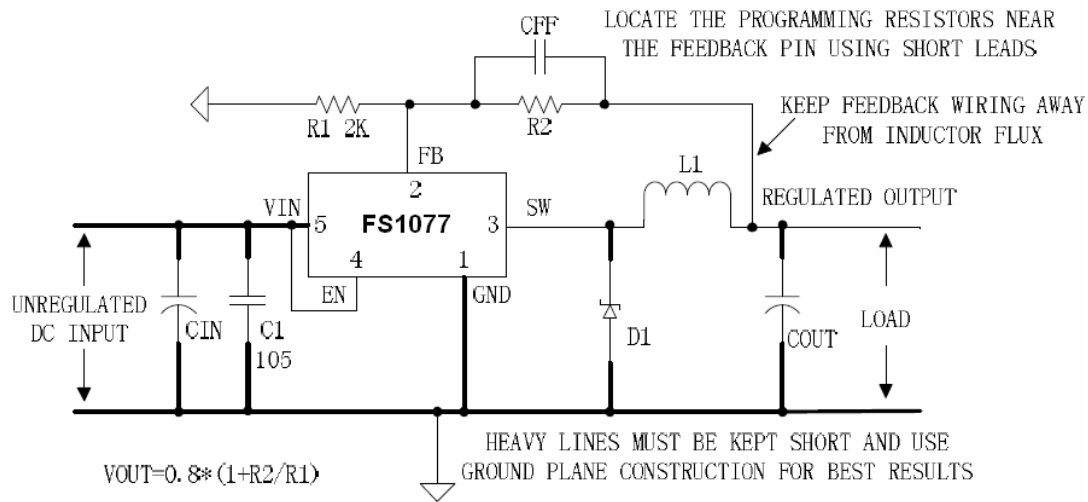 CFF
LOCATE THE PROGRAMMING RESISTORS NEAR
THE FEEDBACK PIN USING SHORT LEADS
R1 2K
R2
KEEP FEEDBACK WIRING AWAY
FROM INDUCTOR FLUX
FB
L1
2
REGULATED OUTPUT
VIN
5
FS1077
3
SW
4
1
EN
GND
UNREGULATED
DC INPUT
CIN
C1
105
D1
COUT
LOAD
VOUT=0.8*(1+R2/R1)
HEAVY LINES MUST BE KEPT SHORT AND USE
GROUND PLANE CONSTRUCTION FOR BEST RESULTS